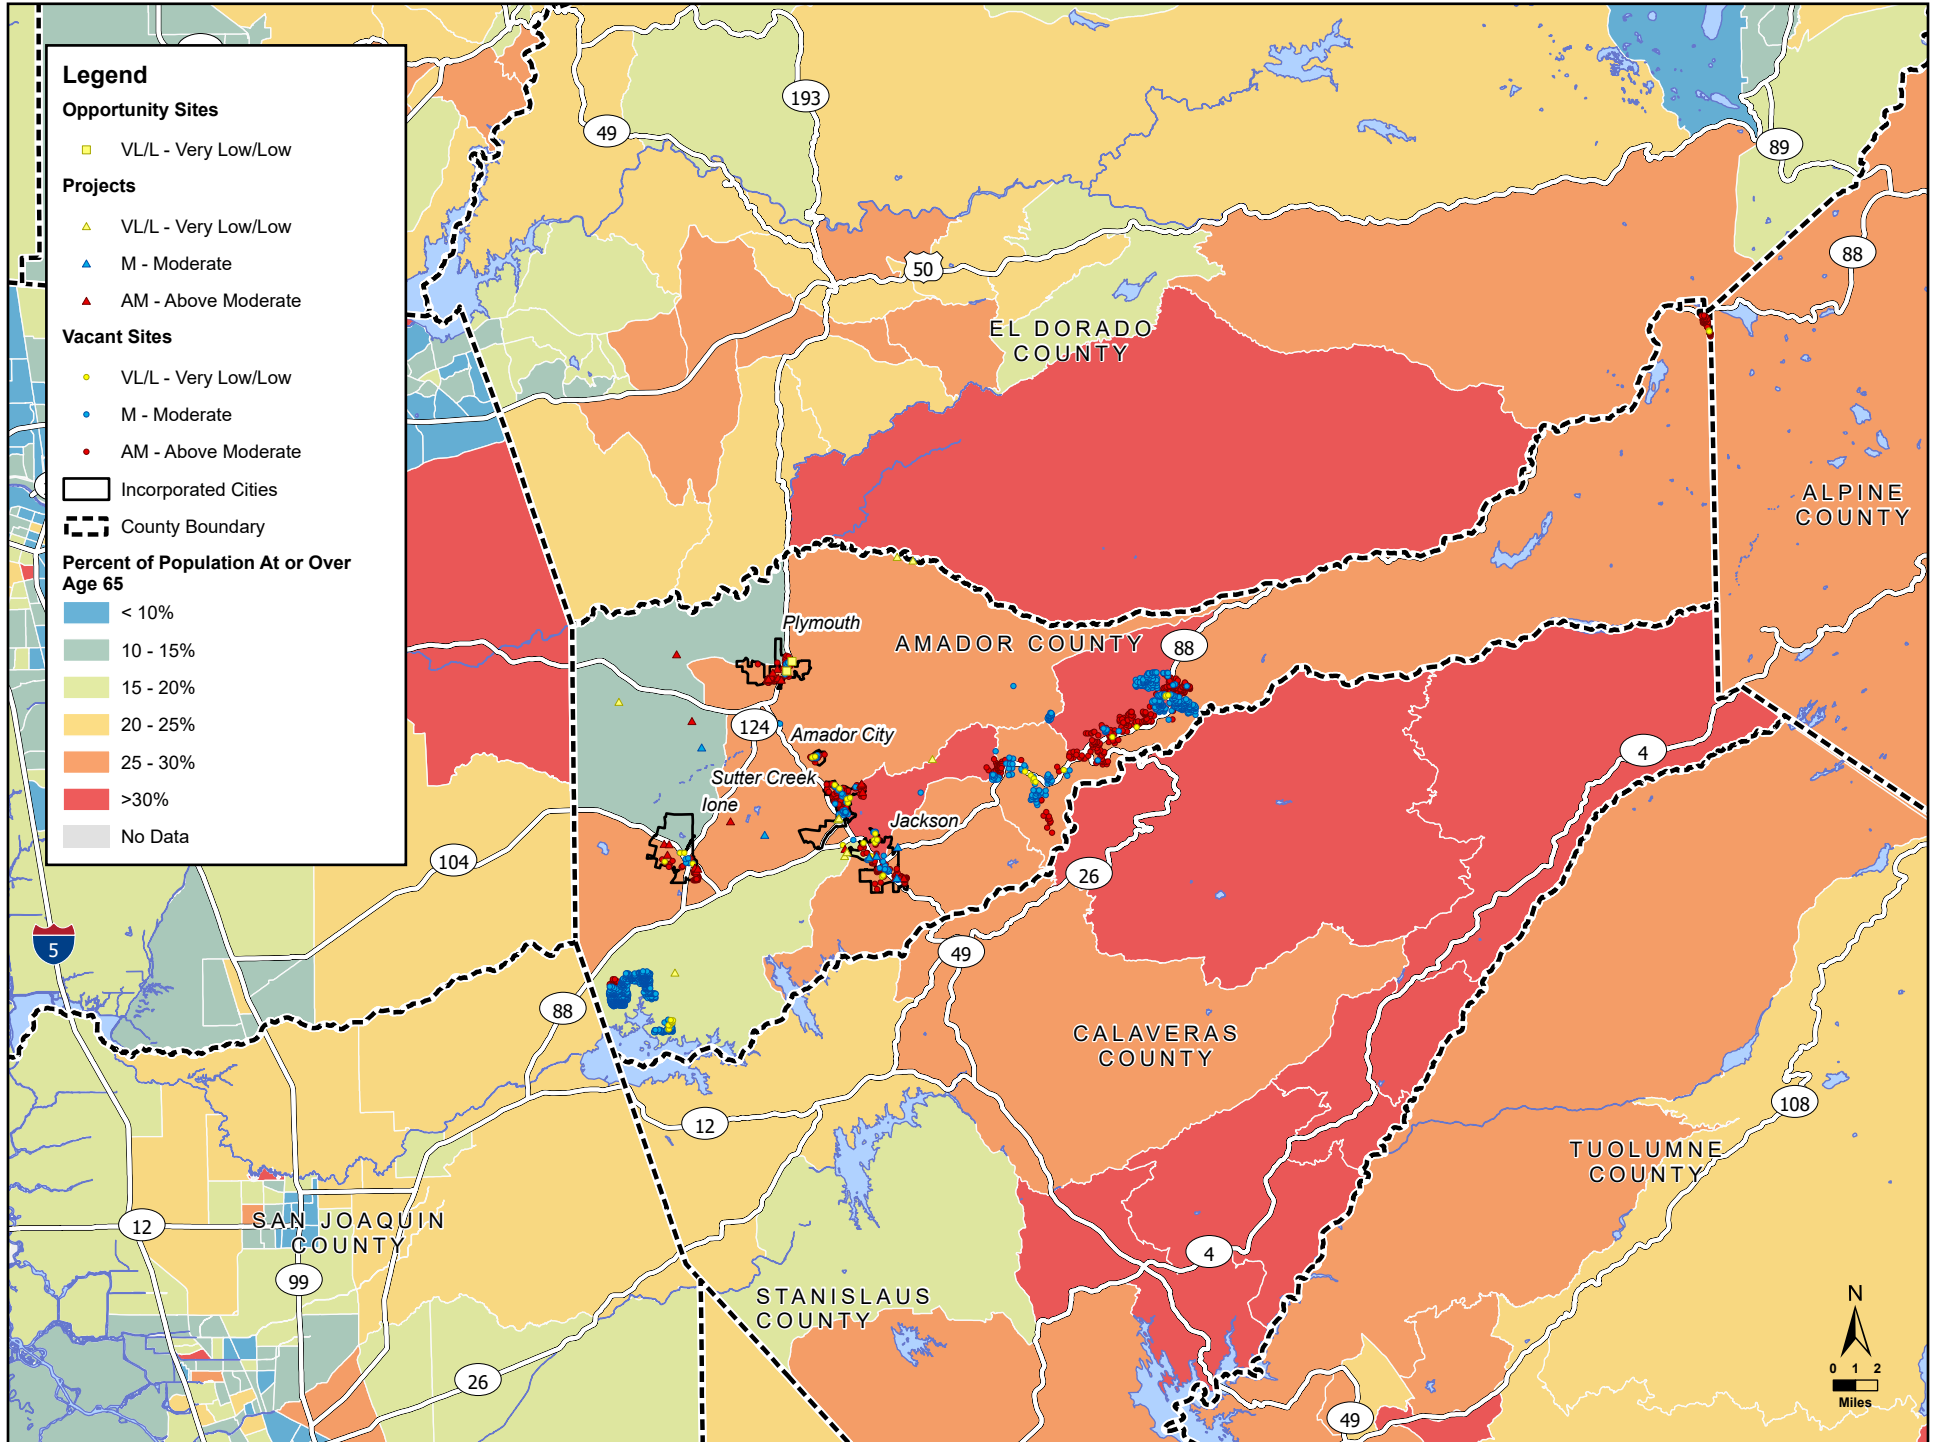 Legend
Opportunity Sites
VL/L - Very Low/Low
Projects
VL/L - Very Low/Low
M - Moderate
AM - Above Moderate
Vacant Sites
VL/L - Very Low/Low
M - Moderate
AM - Above Moderate
Incorporated Cities
County Boundary
Percent of Population At or Over
Age 65
< 10%
10 - 15%
15 - 20%
20 - 25%
25 - 30%
>30%
No Data
193
49
89
88
50
EL DORADO
COUNTY
ALPINE
COUNTY
Plymouth
AMADOR COUNTY
88
124
Amador City
4
Sutter Creek
Ione
Jackson
104
26
5
49
88
CALAVERAS
COUNTY
108
12
TUOLUMNE
COUNTY
12
SAN JOAQUIN
COUNTY
4
99
STANISLAUS
COUNTY
26
49
N
0 1 2
Miles